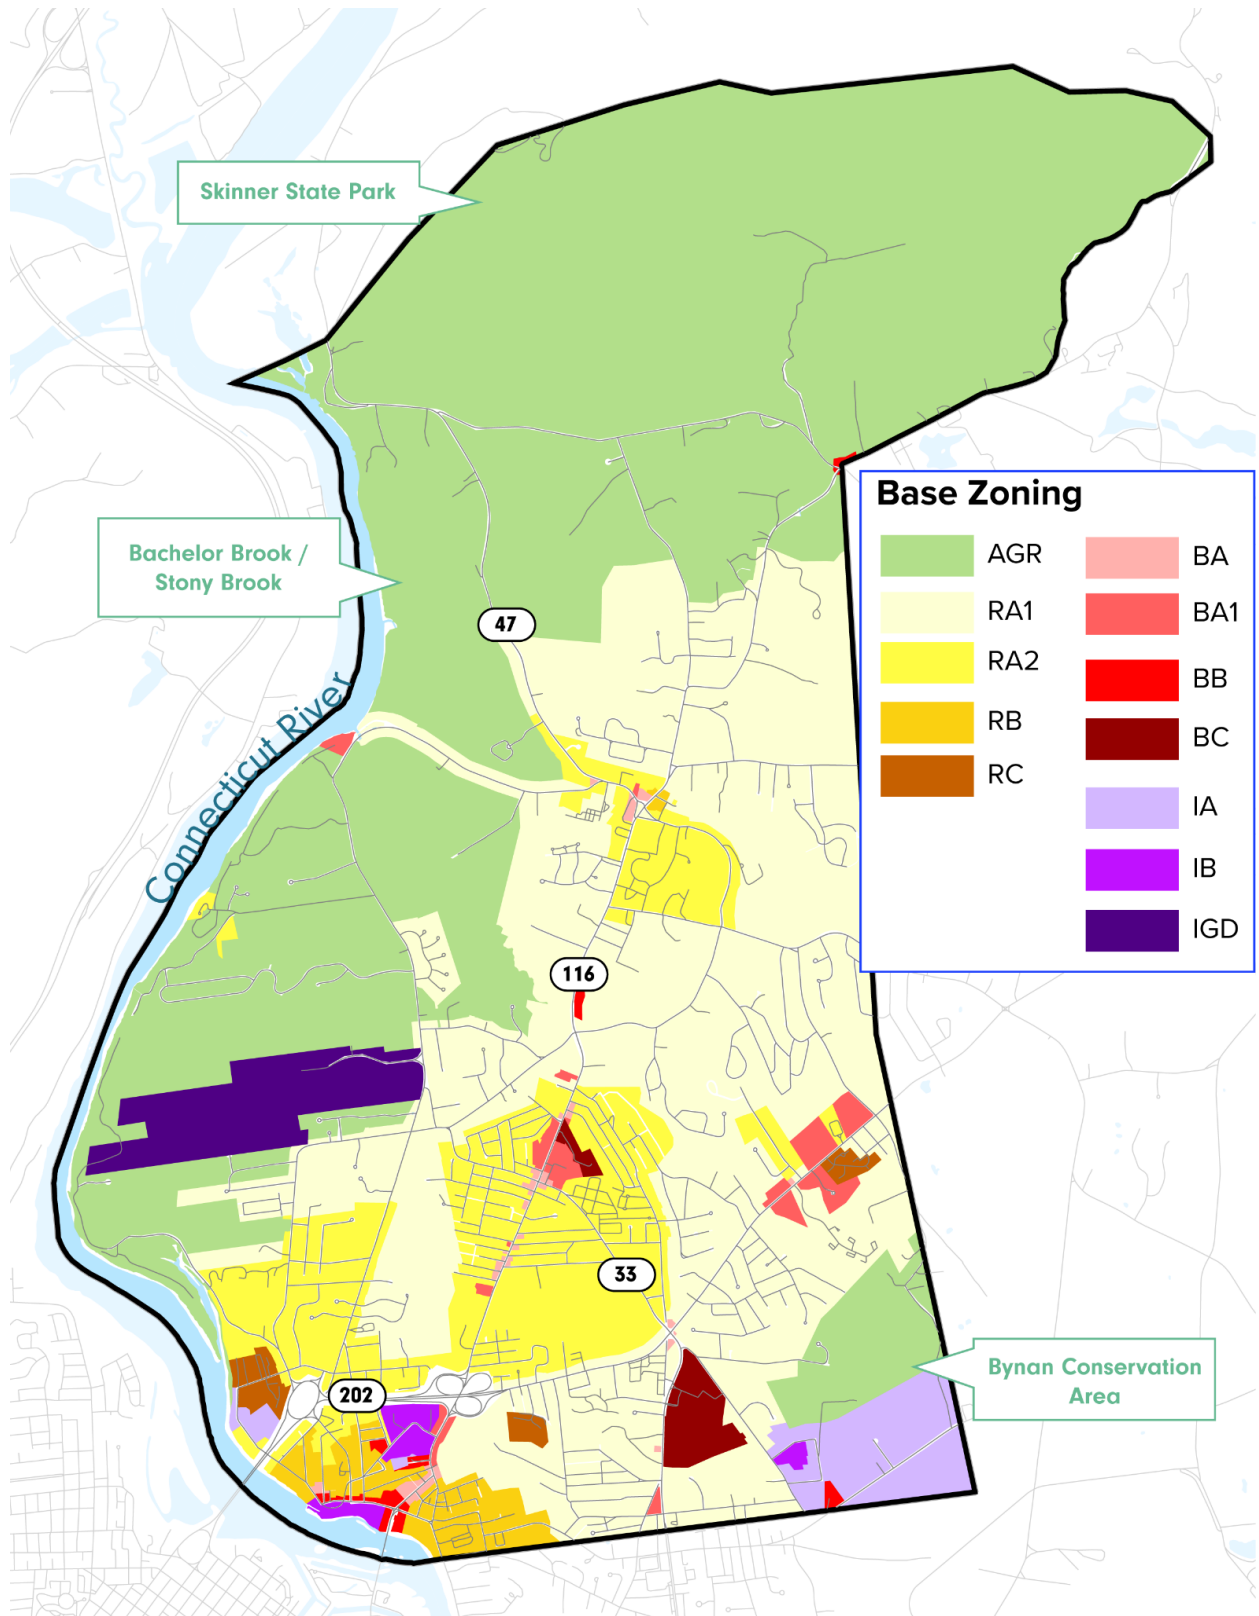 Skinner State Park
Bachelor Brook /
Stony Brook
Connecticut River
47
116
33
202
Base Zoning
AGR
RA1
RA2
RB
RC
BA
BA1
BB
BC
IA
IB
IGD
Bynan Conservation
Area